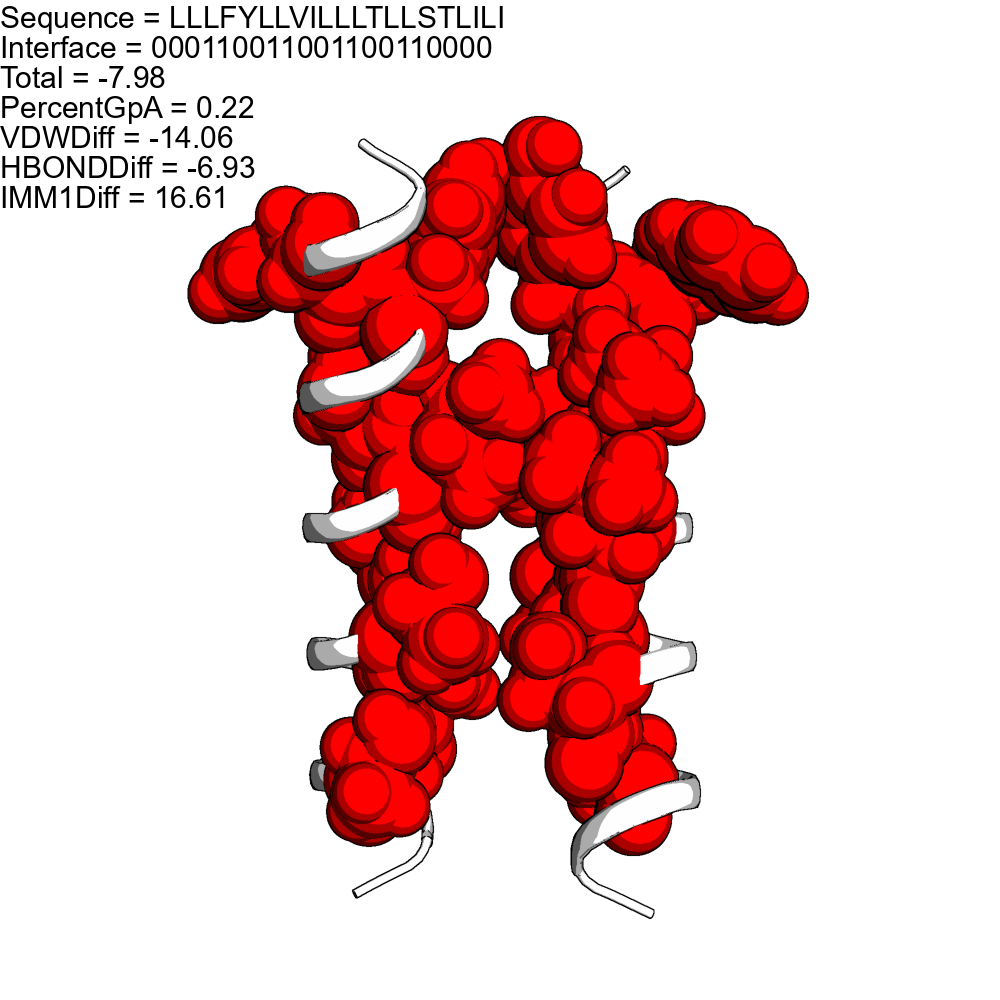 Sequence = LLLFYLLVILLLTLLSTLILI
Interface = 000110011001100110000
Total = -7.98
PercentGpA = 0.22
VDWDiff = -14.06
HBONDDiff = -6.93
IMM1Diff = 16.61